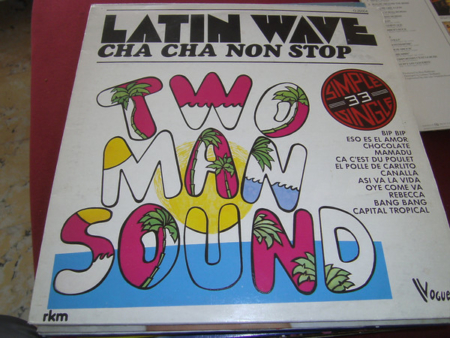 LATIN WAVE
CHA CHA NON STOP
TWO
MAN
SOUND
SIMPLE
33
SINGLE
BIP BIP
ESO ES EL AMOR
CHOCOLATE
MAMADU
CA C'EST DU POULET
EL POLLE DE CARLITO
CANALLA
ASI VA LA VIDA
OYE COME VA
REBECCA
BANG BANG
CAPITAL TROPICAL
rkm
Vogue